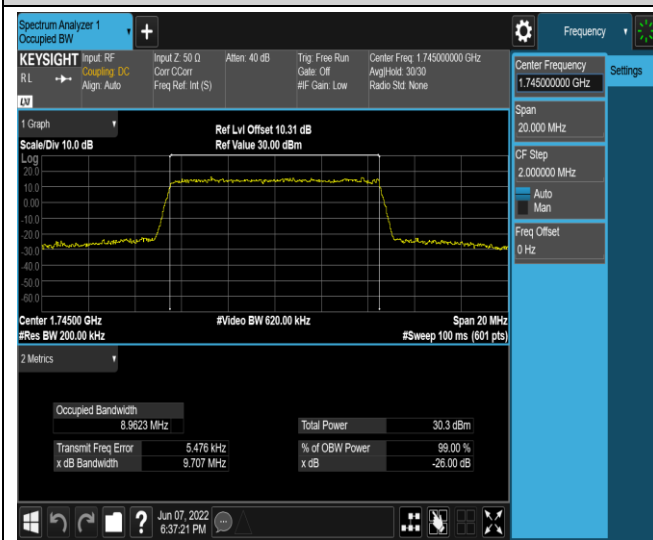 Spectrum Analyzer 1
Occupied BW
+
Frequency
KEYSIGHT Input: RF Input Z: 50 Ω Atten: 40 dB Trig: Free Run Center Freq: 1.745000000 GHz
RL Coupling: DC Corr CCorr Gate: Off Avg|Hold: 30/30
Align: Auto Freq Ref: Int (S) #IF Gain: Low Radio Std: None
LXI
Center Frequency
1.745000000 GHz
Settings
Span
20.000 MHz
CF Step
2.000000 MHz
Auto
Man
Freq Offset
0 Hz
1 Graph
Ref Lvl Offset 10.31 dB
Scale/Div 10.0 dB Ref Value 30.00 dBm
Log
20.0
10.0
0.00
-10.0
-20.0
-30.0
-40.0
-50.0
-60.0
Center 1.74500 GHz #Video BW 620.00 kHz Span 20 MHz
#Res BW 200.00 kHz #Sweep 100 ms (601 pts)
2 Metrics
Occupied Bandwidth
8.9623 MHz Total Power 30.3 dBm
Transmit Freq Error 5.476 kHz % of OBW Power 99.00 %
x dB Bandwidth 9.707 MHz x dB -26.00 dB
? Jun 07, 2022
6:37:21 PM